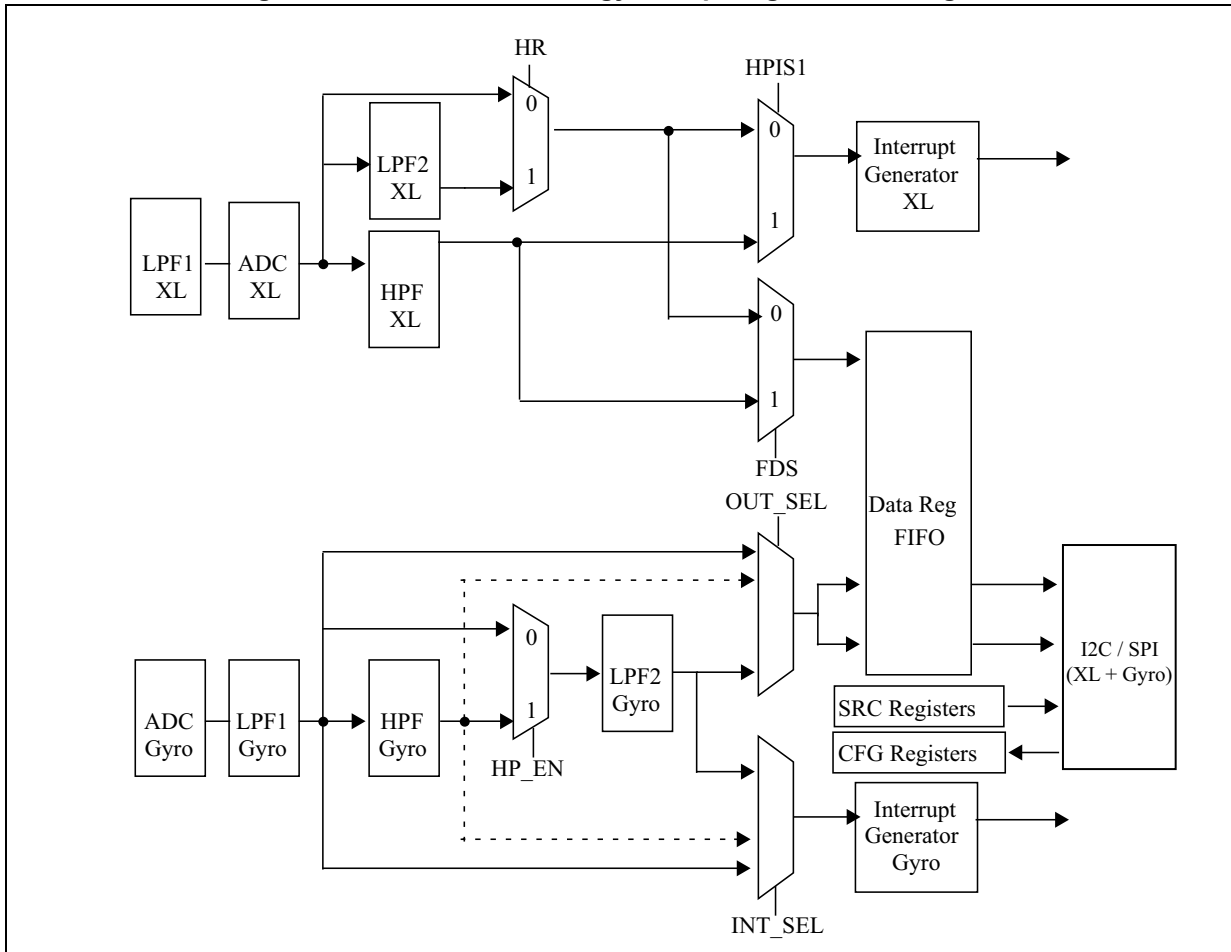 HR
HPIS1
0
0
LPF2
XL
1
Interrupt
Generator
XL
1
LPF1
XL
ADC
XL
HPF
XL
0
1
FDS
OUT_SEL
Data Reg
FIFO
0
LPF2
Gyro
1
I2C / SPI
(XL + Gyro)
ADC
Gyro
LPF1
Gyro
HPF
Gyro
HP_EN
SRC Registers
CFG Registers
Interrupt
Generator
Gyro
INT_SEL